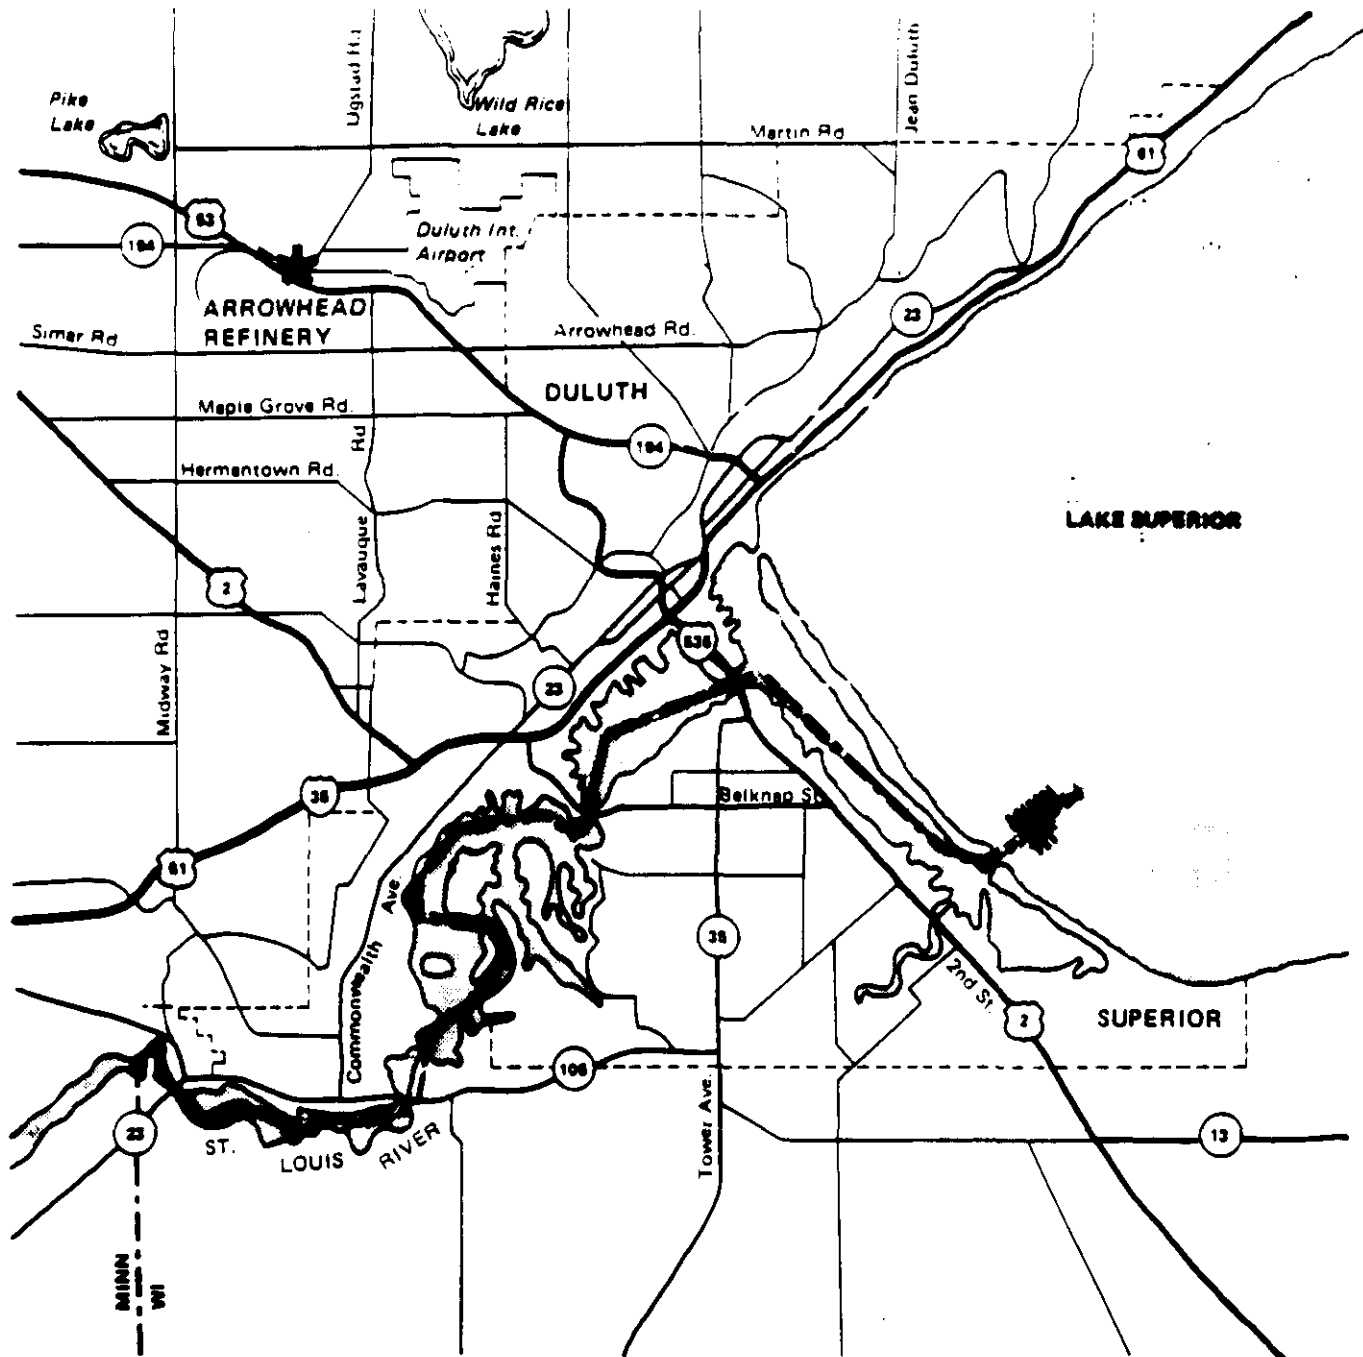 Ugstad Rd
Jean Duluth
Pike
Lake
Wild Rice
Lake
Martin Rd
61
53
194
Duluth Int.
Airport
ARROWHEAD
REFINERY
23
Simar Rd
Arrowhead Rd.
DULUTH
Maple Grove Rd.
194
Rd
Hermantown Rd.
LAKE SUPERIOR
Lavauque
Haines Rd
2
535
Midway Rd
23
35
Belknap St.
61
Ave
35
Commonwealth
2nd St.
2
SUPERIOR
105
23
ST.
LOUIS
RIVER
Tower Ave.
13
MINN
WI